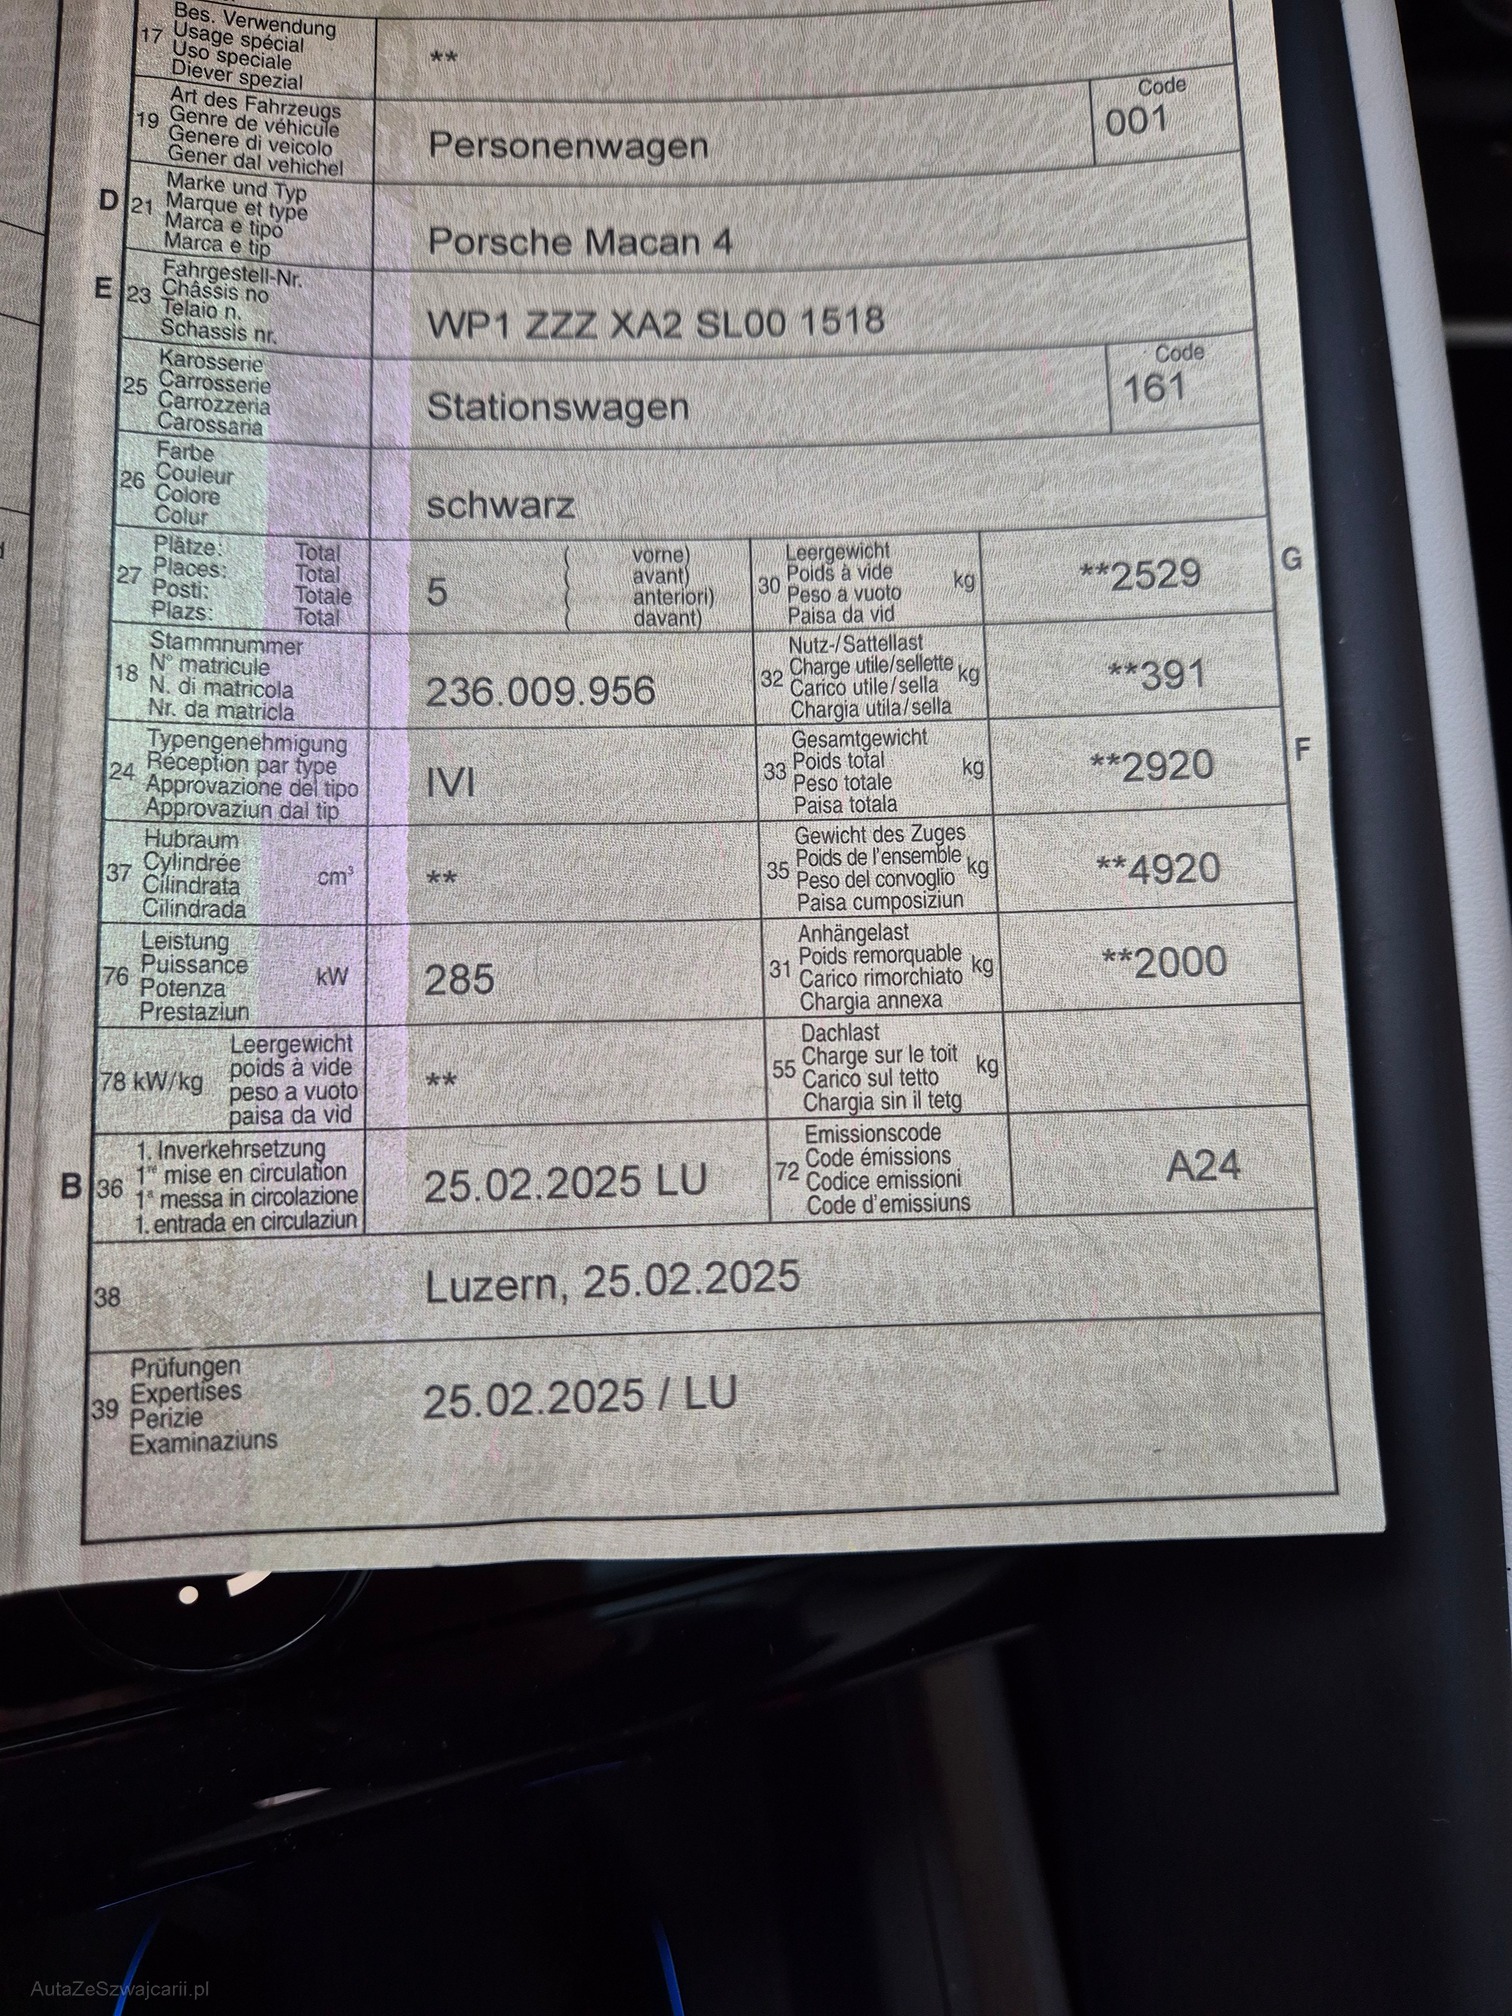 Bes. Verwendung
17 Usage spécial
Uso speciale
Diever spezial
**
Art des Fahrzeugs
19 Genre de véhicule
Genere di veicolo
Gener dal vehichel
Personenwagen
Code
001
Marke und Typ
D 21 Marque et type
Marca e tipo
Marca e tip
Porsche Macan 4
Fahrgestell-Nr.
E 23 Châssis no
Telaio n.
Schassis nr.
WP1 ZZZ XA2 SL00 1518
Karosserie
25 Carrosserie
Carrozzeria
Carossaria
Stationswagen
Code
161
Farbe
26 Couleur
Colore
Colur
schwarz
Plätze: Total
27 Places: Total
Posti: Totale
Plazs: Total
5
( vorne)
( avant)
( anteriori)
( davant)
Leergewicht
30 Poids à vide kg
Peso a vuoto
Paisa da vid
**2529
G
Stammnummer
18 N° matricule
N. di matricola
Nr. da matricla
236.009.956
Nutz-/Sattellast
32 Charge utile/sellette kg
Carico utile/sella
Chargia utila/sella
**391
Typengenehmigung
24 Réception par type
Approvazione del tipo
Approvaziun dal tip
IVI
Gesamtgewicht
33 Poids total kg
Peso totale
Paisa totala
**2920
F
Hubraum
37 Cylindrée cm³
Cilindrata
Cilindrada
**
Gewicht des Zuges
35 Poids de l'ensemble kg
Peso del convoglio
Paisa cumposiziun
**4920
Leistung
76 Puissance kW
Potenza
Prestaziun
285
Anhängelast
31 Poids remorquable kg
Carico rimorchiato
Chargia annexa
**2000
Leergewicht
78 kW/kg poids à vide
peso a vuoto
paisa da vid
**
Dachlast
55 Charge sur le toit kg
Carico sul tetto
Chargia sin il tetg
1. Inverkehrsetzung
B 36 1re mise en circulation
1a messa in circolazione
1. entrada en circulaziun
25.02.2025 LU
Emissionscode
72 Code émissions
Codice emissioni
Code d'emissiuns
A24
38
Luzern, 25.02.2025
Prüfungen
39 Expertises
Perizie
Examinaziuns
25.02.2025 / LU
AutaZeSzwajcarii.pl